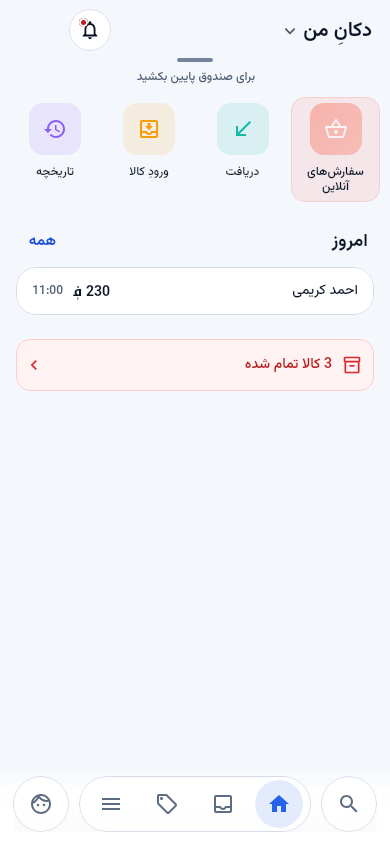 دکانِ من
برای صندوق پایین بکشید
سفارش‌های
آنلاین
دریافت
ورودِ کالا
تاریخچه
امروز
همه
احمد کریمی
230 ؋
11:00
3 کالا تمام شده